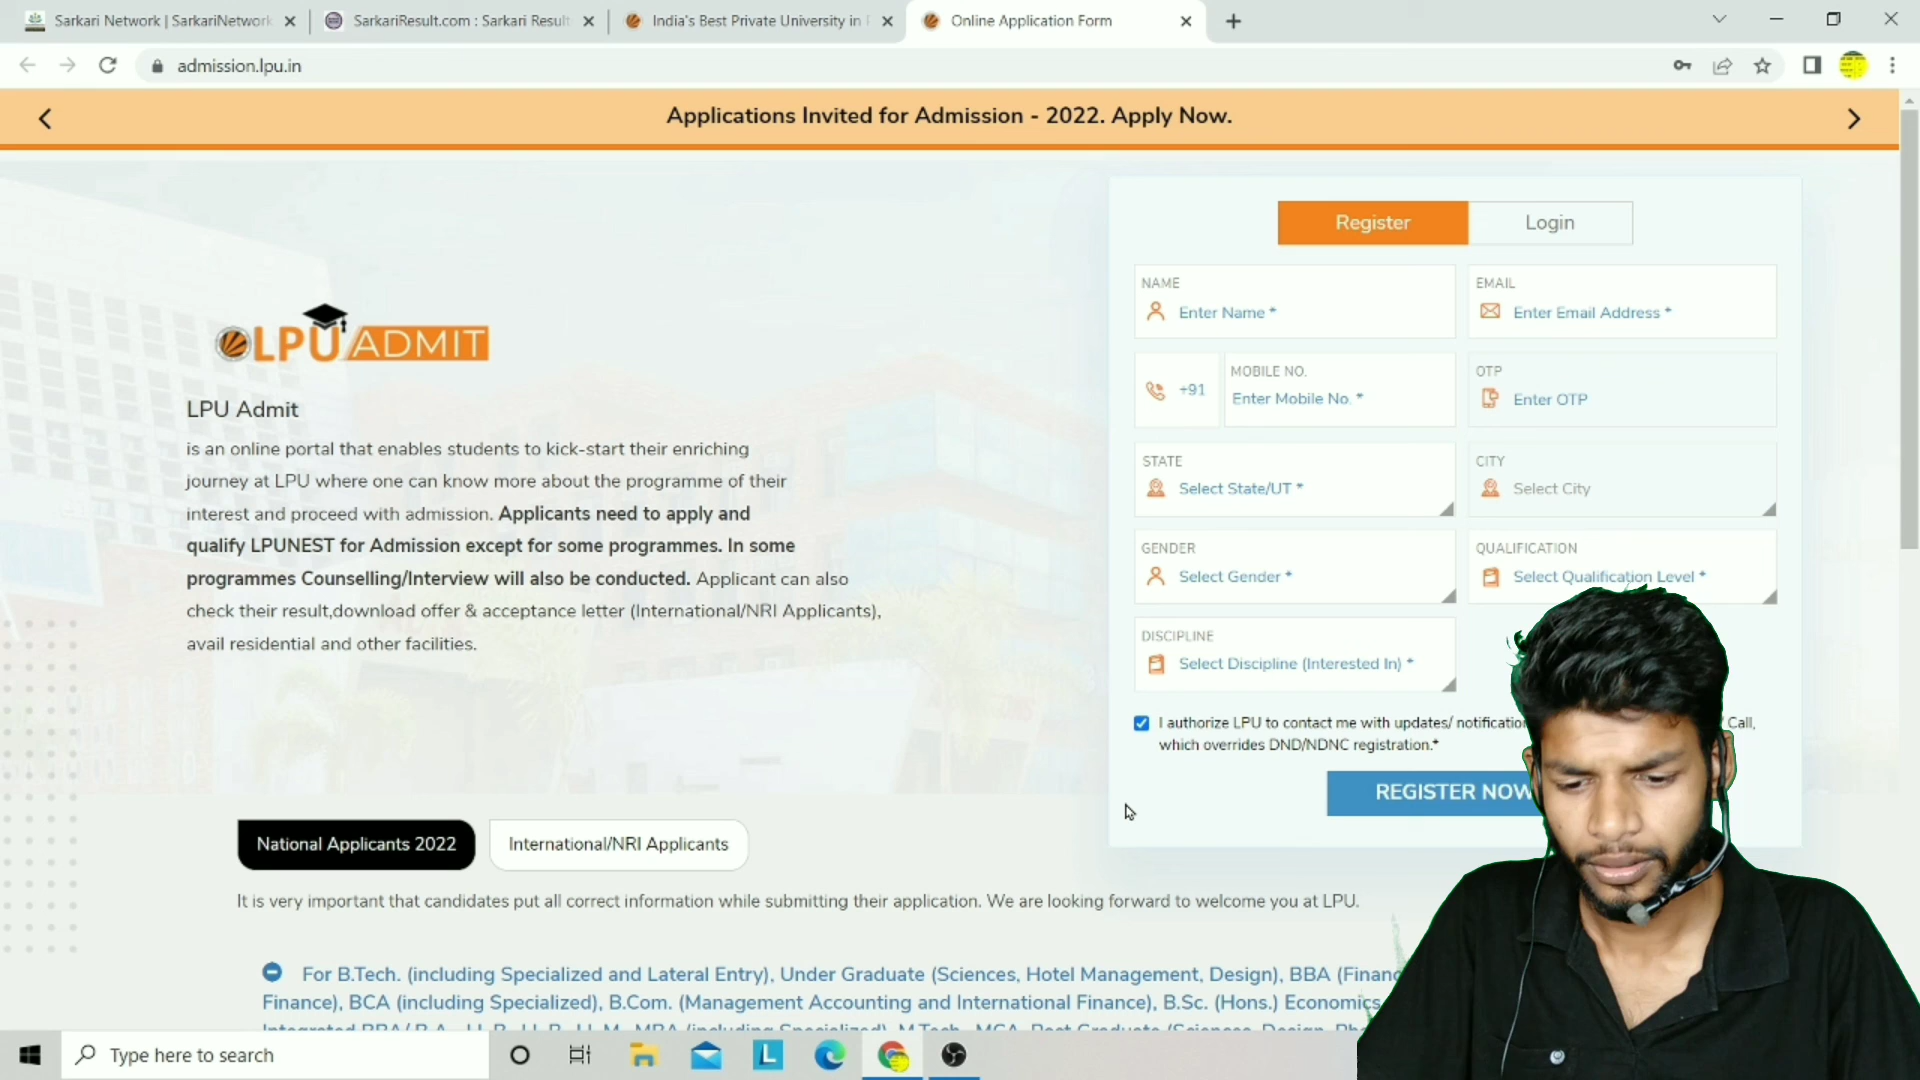 Sarkari Network | SarkariNetwork
SarkariResult.com : Sarkari Result
India's Best Private University in
Online Application Form
admission.lpu.in
Applications Invited for Admission - 2022. Apply Now.
Register
Login
NAME
Enter Name *
EMAIL
Enter Email Address *
+91
MOBILE NO.
Enter Mobile No. *
OTP
Enter OTP
STATE
Select State/UT *
CITY
Select City
GENDER
Select Gender *
QUALIFICATION
Select Qualification Level *
DISCIPLINE
Select Discipline (Interested In) *
I authorize LPU to contact me with updates/ notification Call,
which overrides DND/NDNC registration.*
REGISTER NOW
LPU ADMIT
LPU Admit
is an online portal that enables students to kick-start their enriching
journey at LPU where one can know more about the programme of their
interest and proceed with admission. Applicants need to apply and
qualify LPUNEST for Admission except for some programmes. In some
programmes Counselling/Interview will also be conducted. Applicant can also
check their result,download offer & acceptance letter (International/NRI Applicants),
avail residential and other facilities.
National Applicants 2022
International/NRI Applicants
It is very important that candidates put all correct information while submitting their application. We are looking forward to welcome you at LPU.
For B.Tech. (including Specialized and Lateral Entry), Under Graduate (Sciences, Hotel Management, Design), BBA (Financ
Finance), BCA (including Specialized), B.Com. (Management Accounting and International Finance), B.Sc. (Hons.) Economics
Type here to search
L